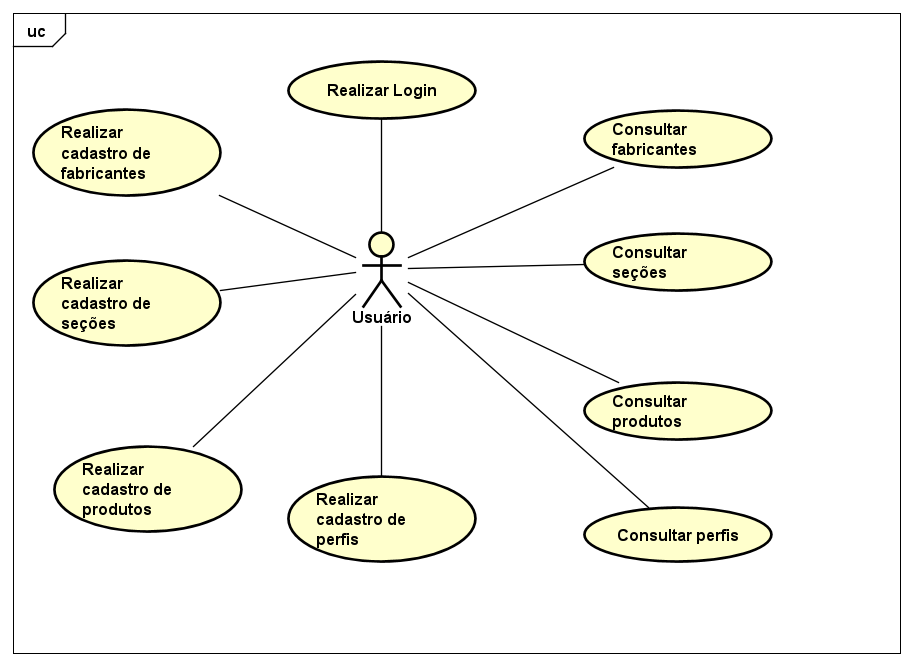 uc
Realizar Login
Realizar
cadastro de
fabricantes
Consultar
fabricantes
Realizar
cadastro de
seções
Consultar
seções
Usuário
Consultar
produtos
Realizar
cadastro de
produtos
Realizar
cadastro de
perfis
Consultar perfis